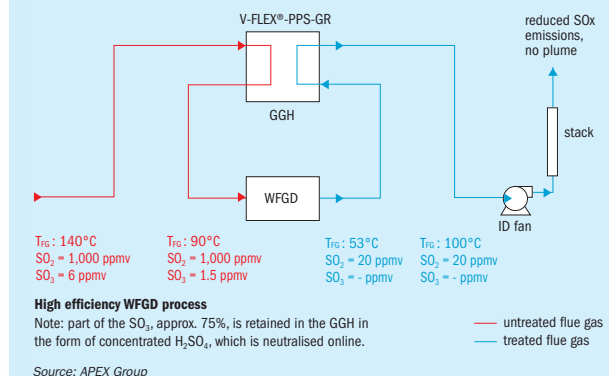 V-FLEX®-PPS-GR
reduced SOx
emissions,
no plume
GGH
stack
WFGD
ID fan
T_FG: 140°C
SO₂ = 1,000 ppmv
SO₃ = 6 ppmv
T_FG: 90°C
SO₂ = 1,000 ppmv
SO₃ = 1.5 ppmv
T_FG: 53°C
SO₂ = 20 ppmv
SO₃ = - ppmv
T_FG: 100°C
SO₂ = 20 ppmv
SO₃ = - ppmv
High efficiency WFGD process
Note: part of the SO₃, approx. 75%, is retained in the GGH in
the form of concentrated H₂SO₄, which is neutralised online.
untreated flue gas
treated flue gas
Source: APEX Group